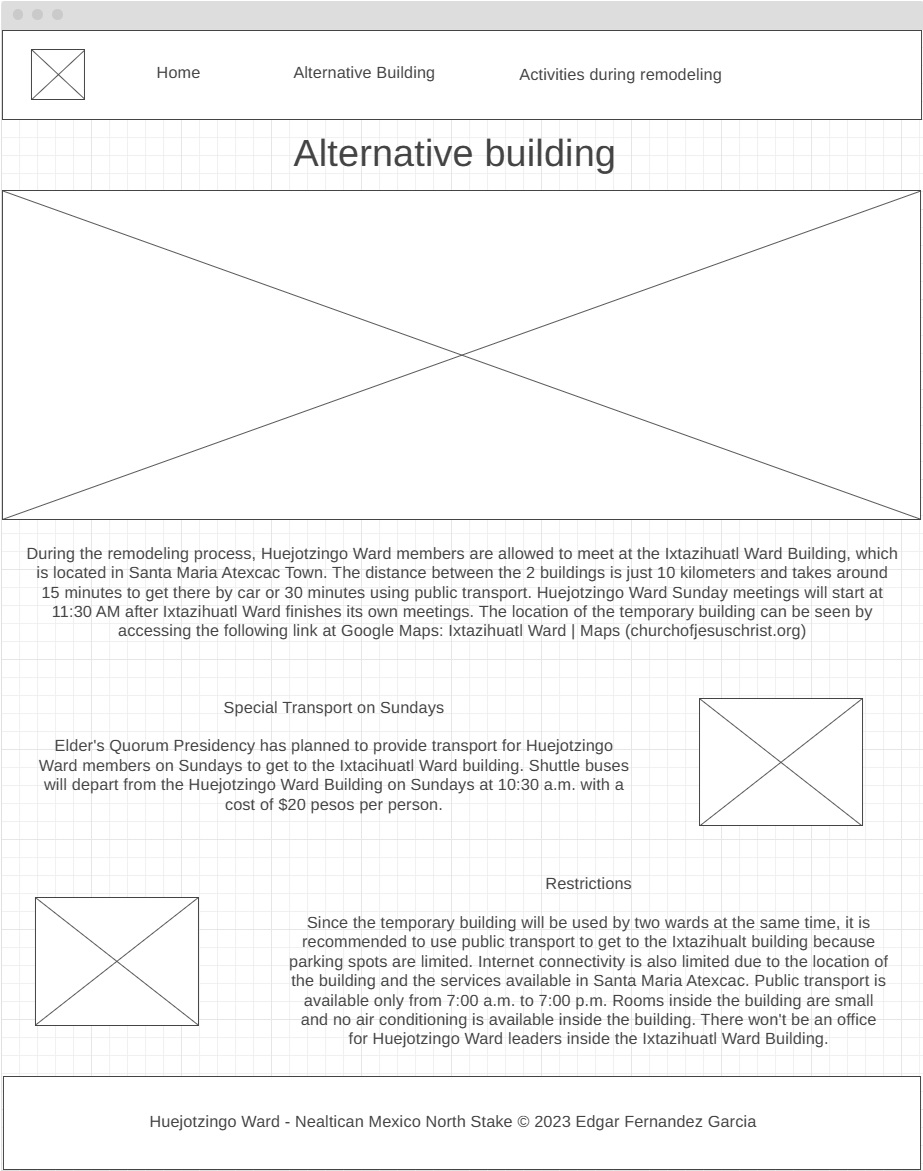 Home
Alternative Building
Activities during remodeling
Alternative building
During the remodeling process, Huejotzingo Ward members are allowed to meet at the Ixtazihuatl Ward Building, which
is located in Santa Maria Atexcac Town. The distance between the 2 buildings is just 10 kilometers and takes around
15 minutes to get there by car or 30 minutes using public transport. Huejotzingo Ward Sunday meetings will start at
11:30 AM after Ixtazihuatl Ward finishes its own meetings. The location of the temporary building can be seen by
accessing the following link at Google Maps: Ixtazihuatl Ward | Maps (churchofjesuschrist.org)
Special Transport on Sundays
Elder's Quorum Presidency has planned to provide transport for Huejotzingo
Ward members on Sundays to get to the Ixtacihuatl Ward building. Shuttle buses
will depart from the Huejotzingo Ward Building on Sundays at 10:30 a.m. with a
cost of $20 pesos per person.
Restrictions
Since the temporary building will be used by two wards at the same time, it is
recommended to use public transport to get to the Ixtazihualt building because
parking spots are limited. Internet connectivity is also limited due to the location of
the building and the services available in Santa Maria Atexcac. Public transport is
available only from 7:00 a.m. to 7:00 p.m. Rooms inside the building are small
and no air conditioning is available inside the building. There won't be an office
for Huejotzingo Ward leaders inside the Ixtazihuatl Ward Building.
Huejotzingo Ward - Nealtican Mexico North Stake © 2023 Edgar Fernandez Garcia